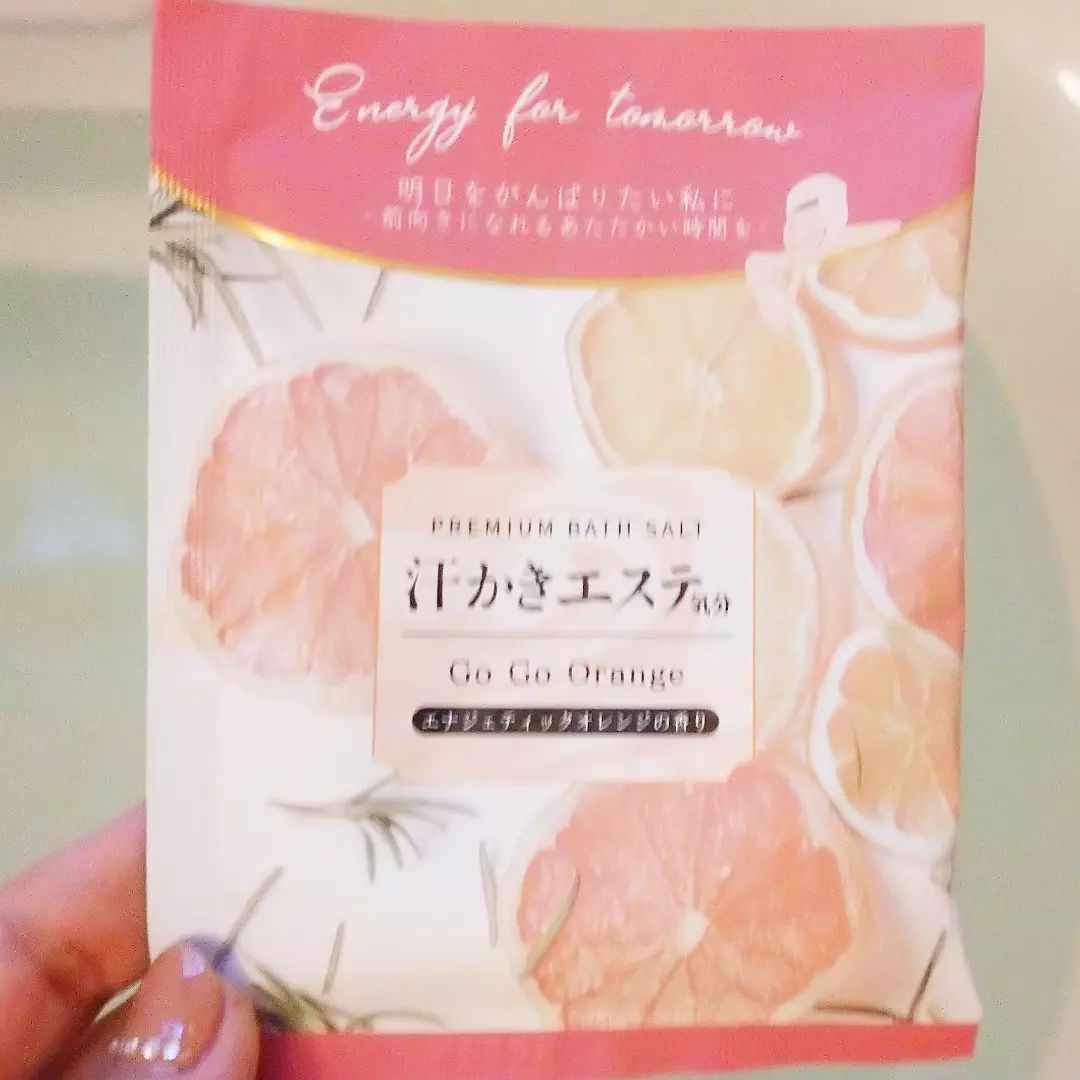 Energy for tomorrow
明日をがんばりたい私に
-前向きになれるあたたかい時間を-
PREMIUM BATH SALT
汗かきエステ気分
Go Go Orange
エナジェティックオレンジの香り